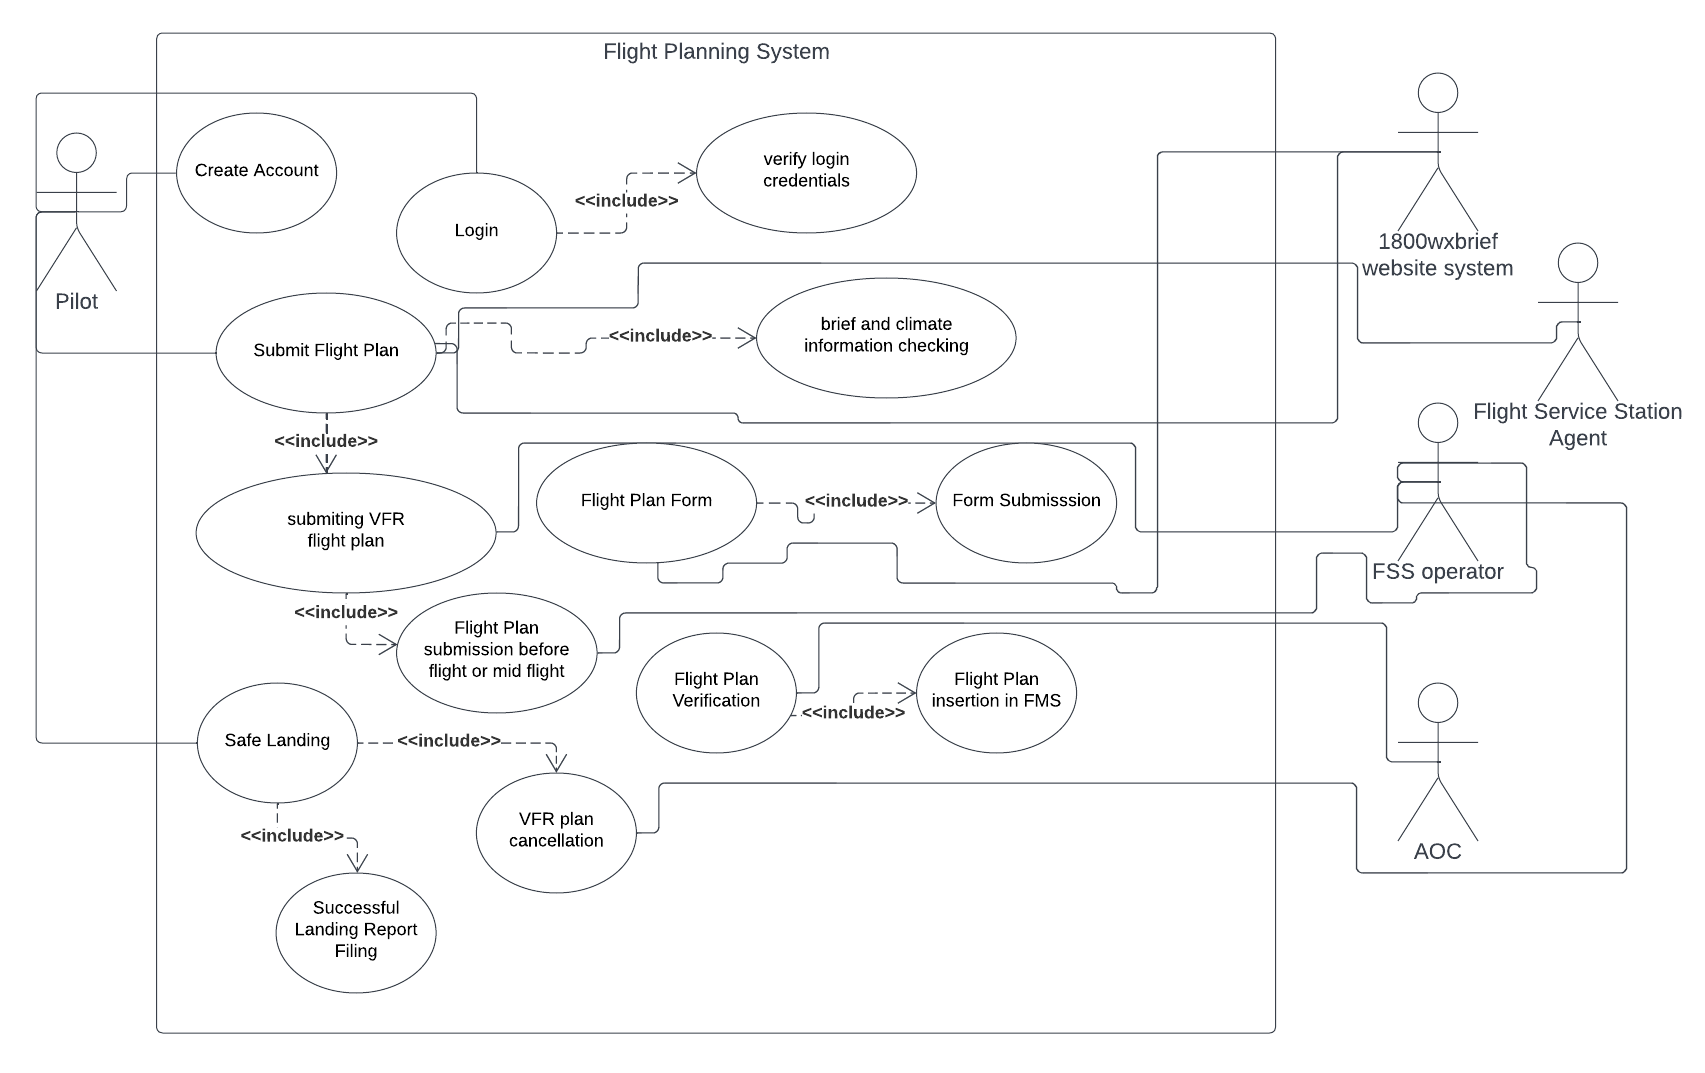 Flight Planning System
Create Account
verify login
credentials
<<include>>
Login
1800wxbrief
website system
Pilot
brief and climate
information checking
<<include>>
Submit Flight Plan
Flight Service Station
Agent
<<include>>
Flight Plan Form
<<include>>
Form Submisssion
submiting VFR
flight plan
FSS operator
<<include>>
Flight Plan
submission before
flight or mid flight
Flight Plan
Verification
<<include>>
Flight Plan
insertion in FMS
Safe Landing
<<include>>
VFR plan
cancellation
<<include>>
AOC
Successful
Landing Report
Filing